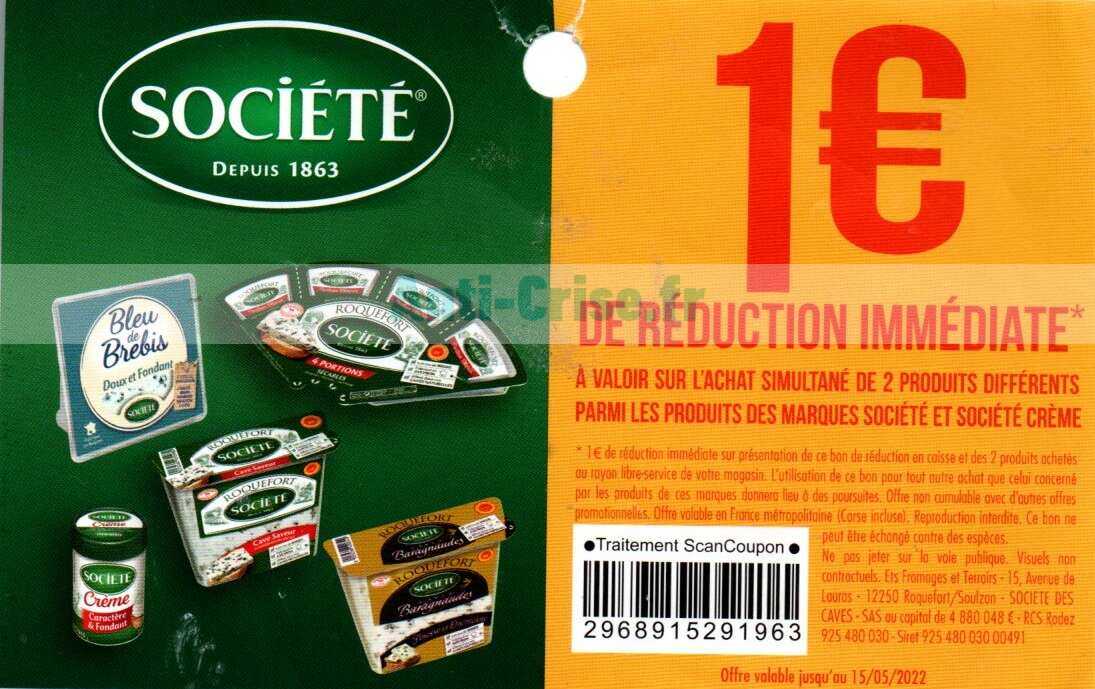 SOCIÉTÉ®
DEPUIS 1863
Bleu
de
Brebis
Doux et Fondant
SOCIÉTÉ
ROQUEFORT
SOCIÉTÉ
4 PORTIONS
SÉCABLES
ROQUEFORT
SOCIÉTÉ
Cave Saveur
ROQUEFORT
SOCIÉTÉ
Cave Saveur
SOCIÉTÉ
Crème
SOCIÉTÉ
Crème
Caractère
& Fondant
ROQUEFORT
SOCIÉTÉ
Baragnaudes
ROQUEFORT
SOCIÉTÉ
Baragnaudes
anti-Crise.fr
1€
DE RÉDUCTION IMMÉDIATE*
À VALOIR SUR L'ACHAT SIMULTANÉ DE 2 PRODUITS DIFFÉRENTS
PARMI LES PRODUITS DES MARQUES SOCIÉTÉ ET SOCIÉTÉ CRÈME
* 1€ de réduction immédiate sur présentation de ce bon de réduction en caisse et des 2 produits achetés
au rayon libre-service de votre magasin. L'utilisation de ce bon pour tout autre achat que celui concerné
par les produits de ces marques donnera lieu à des poursuites. Offre non cumulable avec d'autres offres
promotionnelles. Offre valable en France métropolitaine (Corse incluse), Reproduction interdite. Ce bon ne
peut être échangé contre des espèces.
Ne pas jeter sur la voie publique. Visuels non
contractuels. Ets Fromages et Terroirs - 15, Avenue de
Lauras - 12250 Roquefort/Soulzon - SOCIETE DES
CAVES - SAS au capital de 4 880 048 € - RCS Rodez
925 480 030 - Siret 925 480 030 00491
●Traitement ScanCoupon●
2968915291963
Offre valable jusqu'au 15/05/2022